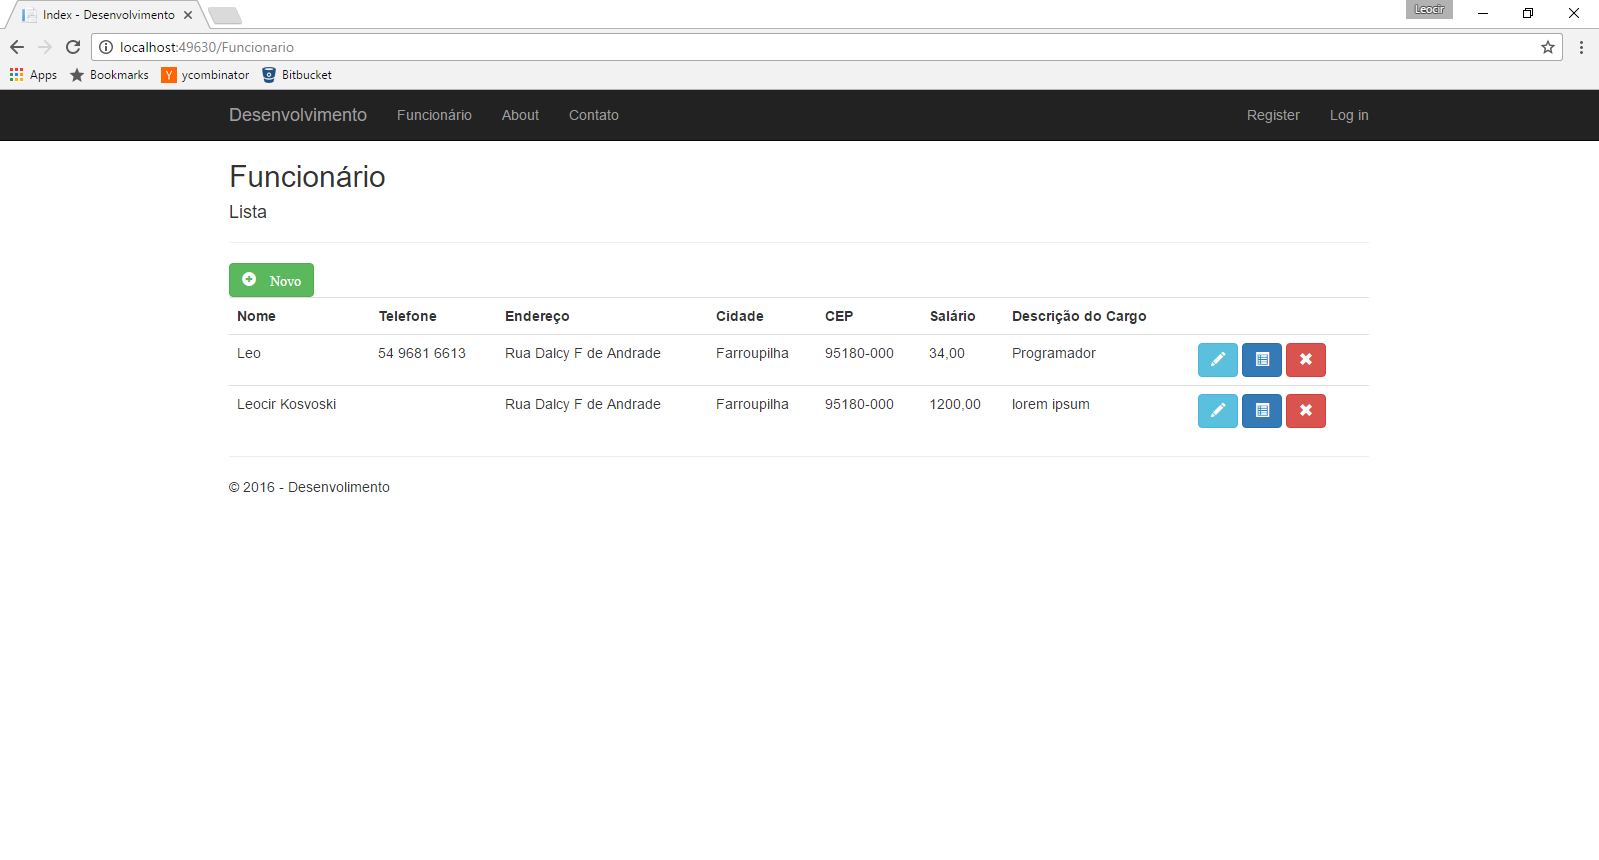 Index - Desenvolvimento
Leocir
localhost:49630/Funcionario
Apps Bookmarks Y ycombinator Bitbucket
Desenvolvimento Funcionário About Contato Register Log in
Funcionário
Lista
Novo
Nome Telefone Endereço Cidade CEP Salário Descrição do Cargo
Leo 54 9681 6613 Rua Dalcy F de Andrade Farroupilha 95180-000 34,00 Programador
Leocir Kosvoski Rua Dalcy F de Andrade Farroupilha 95180-000 1200,00 lorem ipsum
© 2016 - Desenvolimento